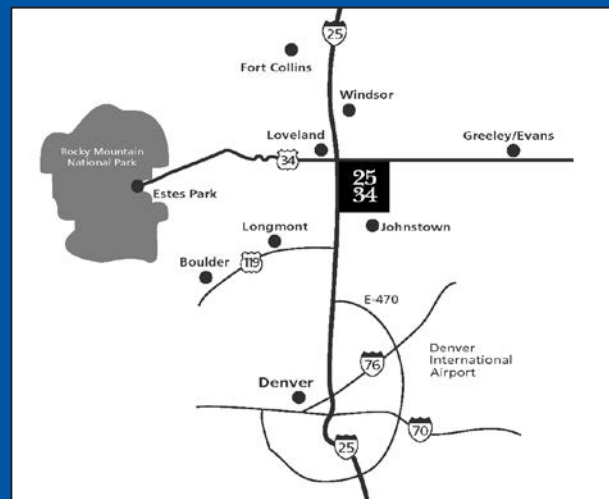 25
Fort Collins
Windsor
Rocky Mountain
National Park
Loveland
Greeley/Evans
34
Estes Park
25
34
Longmont
Johnstown
Boulder
119
E-470
76
Denver
International
Airport
Denver
70
25